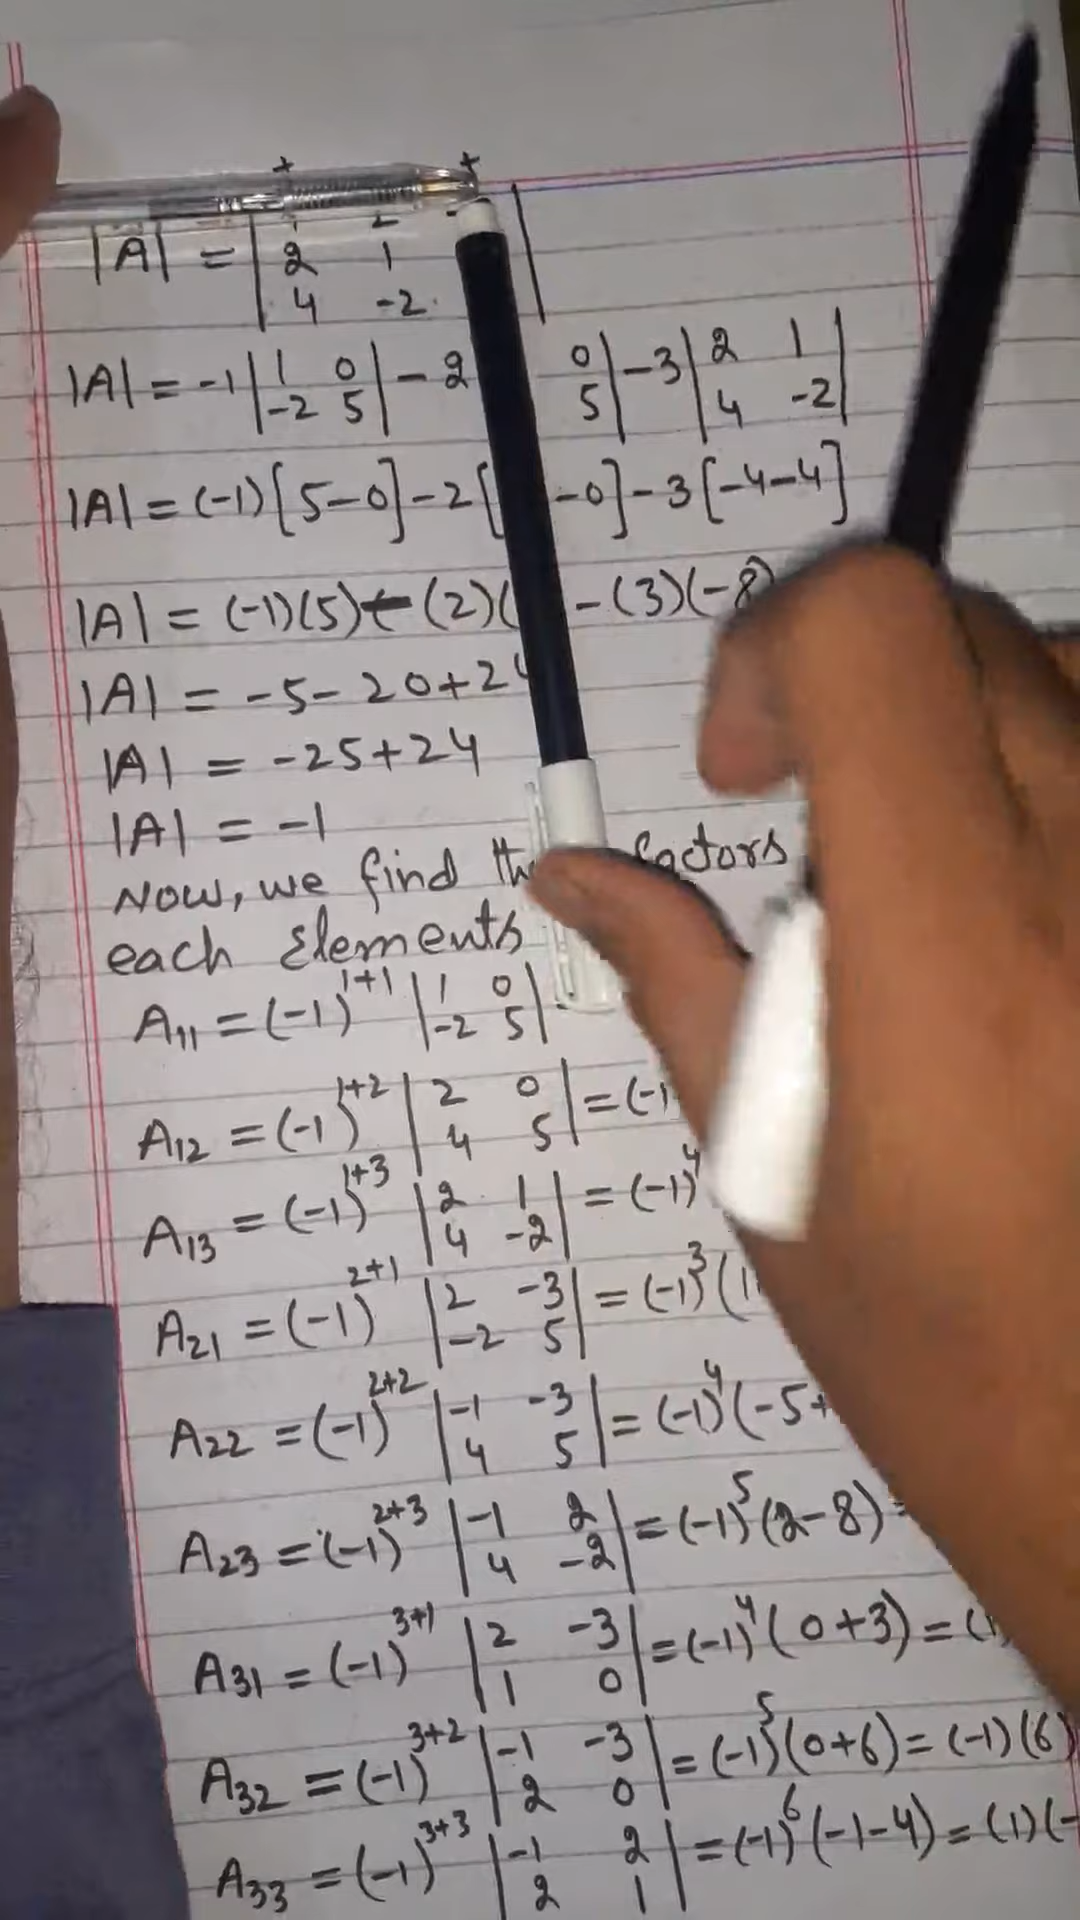 + +
|A| = | 2 1
4 -2 |
|A| = -1 | 1 0 | - 2 0 | -3 | 2 1 |
| -2 5 | 5 | | 4 -2 |
|A| = (-1) [5-0] -2 [ -0] -3 [-4-4]
|A| = (-1)(5) - (2)( - (3)(-8)
|A| = -5 - 20 + 24
|A| = -25 + 24
|A| = -1
Now, we find factors
each Elements
A11 = (-1)^1+1 | 1 0 |
| -2 5 |
A12 = (-1)^1+2 | 2 0 | = (-1
| 4 5 |
A13 = (-1)^1+3 | 2 1 | = (-1)^4
| 4 -2 |
A21 = (-1)^2+1 | 2 -3 | = (-1)^3 (1
| -2 5 |
A22 = (-1)^2+2 | -1 -3 | = (-1)^4 (-5+
| 4 5 |
A23 = (-1)^2+3 | -1 2 | = (-1)^5 (2-8) =
| 4 -2 |
A31 = (-1)^3+1 | 2 -3 | = (-1)^4 (0+3) = (1
| 1 0 |
A32 = (-1)^3+2 | -1 -3 | = (-1)^5 (0+6) = (-1)(6)
| 2 0 |
A33 = (-1)^3+3 | -1 2 | = (-1)^6 (-1-4) = (1)(-
| 2 1 |